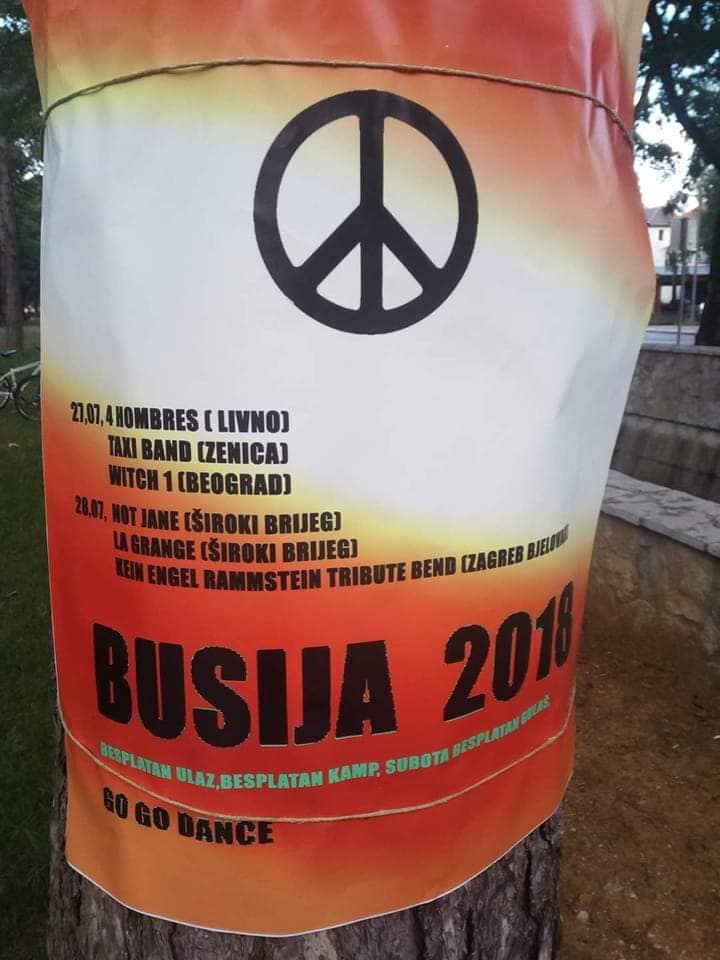 27,07, 4 HOMBRES ( LIVNO)
TAXI BAND (ZENICA)
WITCH 1 (BEOGRAD)
28,07, HOT JANE (ŠIROKI BRIJEG)
LA GRANGE (ŠIROKI BRIJEG)
KEIN ENGEL RAMMSTEIN TRIBUTE BEND (ZAGREB
BUSIJA 2018
BESPLATAN ULAZ,BESPLATAN KAMP, SUBOTA BESPLATAN GULAŠ.
GO GO DANCE